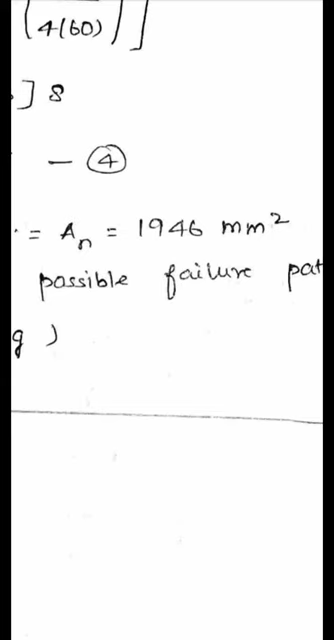 (4(60))]
.] 8
- ④
= An = 1946 mm²
possible failure pat
g)